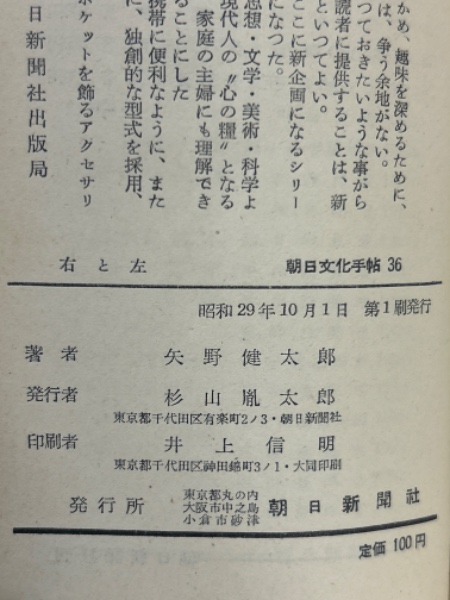 かめ、趣味を深めるために、
は、争う余地がない。
つておきたいような事がら
読者に提供することは、新
といつてよい。
ここに新企画になるシリー
になつた。
思想・文学・美術・科学よ
現代人の〝心の糧〟となる
家庭の主婦にも理解でき
ることにした
携帯に便利なように、また
に、独創的な型式を採用、
ポケットを飾るアクセサリ
日新聞社出版局
右と左
朝日文化手帖 36
昭和29年10月1日 第1刷発行
著者 矢野健太郎
発行者 杉山胤太郎
東京都千代田区有楽町2ノ3・朝日新聞社
印刷者 井上信明
東京都千代田区神田錦町3ノ1・大同印刷
発行所
東京都丸の内
大阪市中之島
小倉市砂津
朝日新聞社
定価 100円